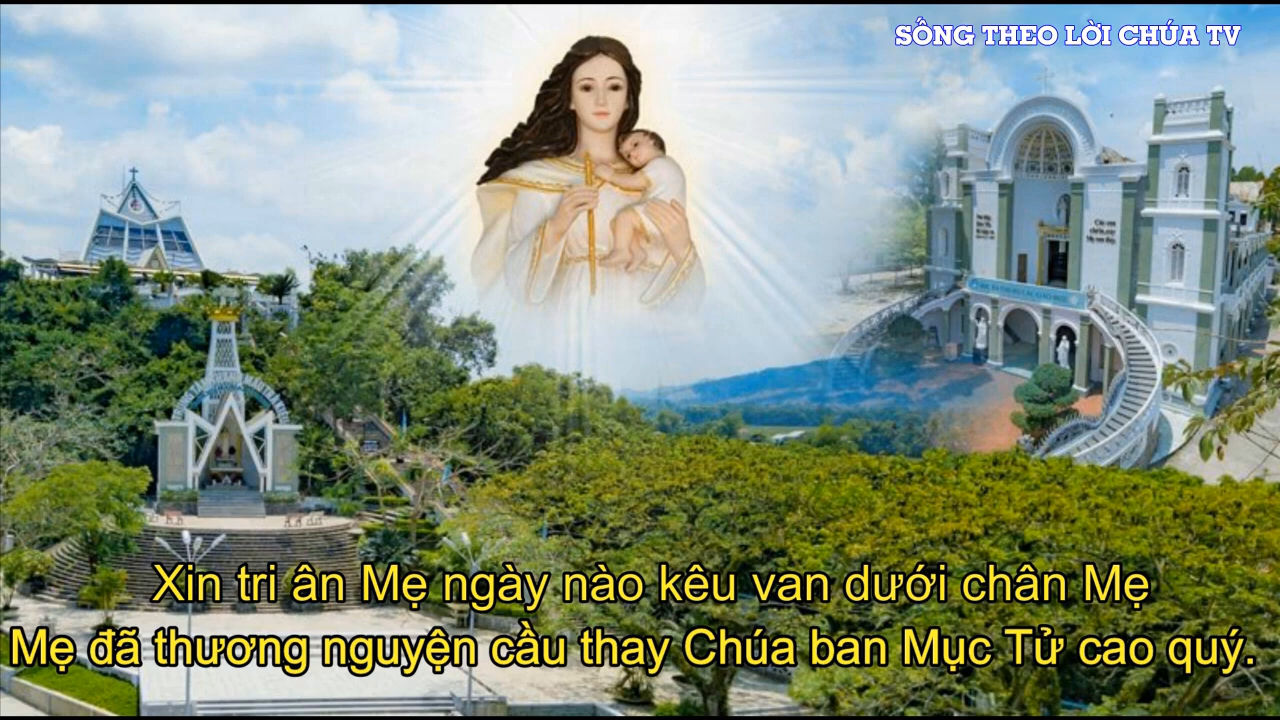 SỐNG THEO LỜI CHÚA TV
Xin tri ân Mẹ ngày nào kêu van dưới chân Mẹ
Mẹ đã thương nguyện cầu thay Chúa ban Mục Tử cao quý.